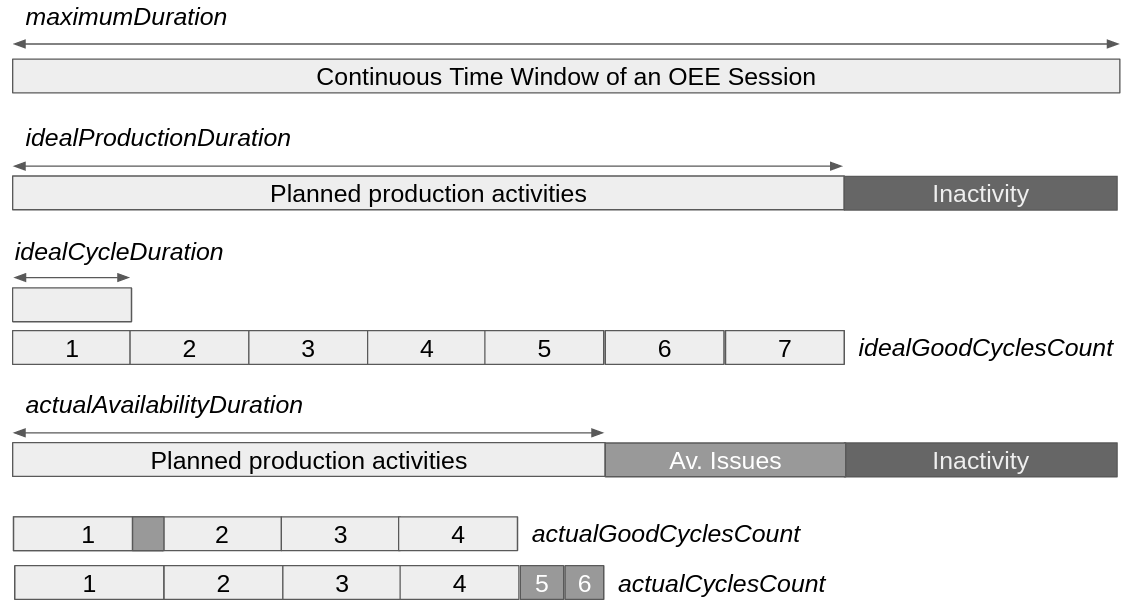 maximumDuration
Continuous Time Window of an OEE Session
idealProductionDuration
Planned production activities Inactivity
idealCycleDuration
1 2 3 4 5 6 7 idealGoodCyclesCount
actualAvailabilityDuration
Planned production activities Av. Issues Inactivity
1 2 3 4 actualGoodCyclesCount
1 2 3 4 5 6 actualCyclesCount